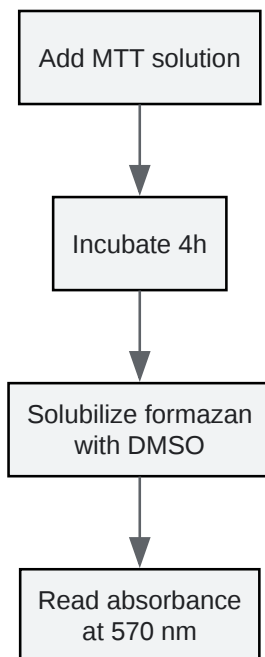 Add MTT solution
Incubate 4h
Solubilize formazan
with DMSO
Read absorbance
at 570 nm